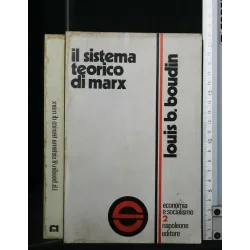 il sistema
teorico
di marx
louis b. boudin
economia
e socialismo
2
napoleone
editore